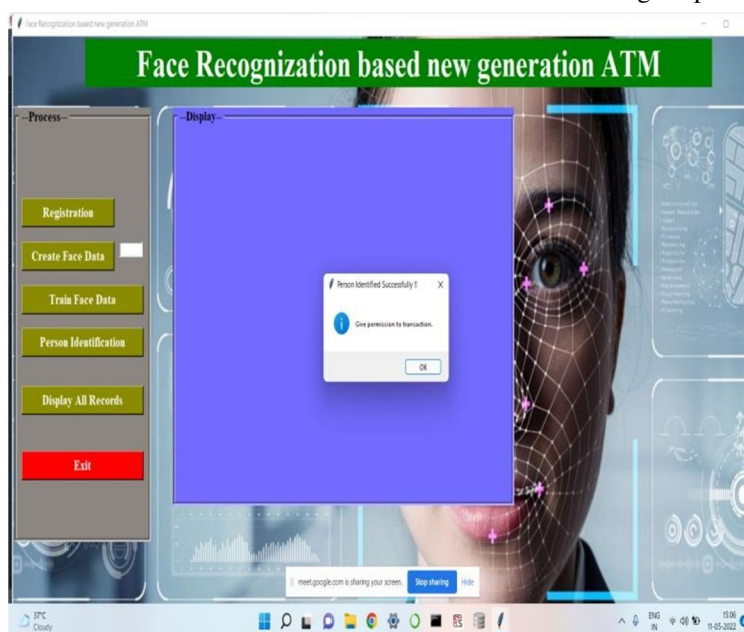 Face Recognization based new generation ATM
Face Recognization based new generation ATM
--Process--
--Display--
Registration
Create Face Data
Train Face Data
Person Identification
Display All Records
Exit
Person Identified Successfully !!
X
Give permission to transaction.
OK
meet.google.com is sharing your screen.
Stop sharing
Hide
37°C
Cloudy
ENG
IN
13:06
11-05-2022